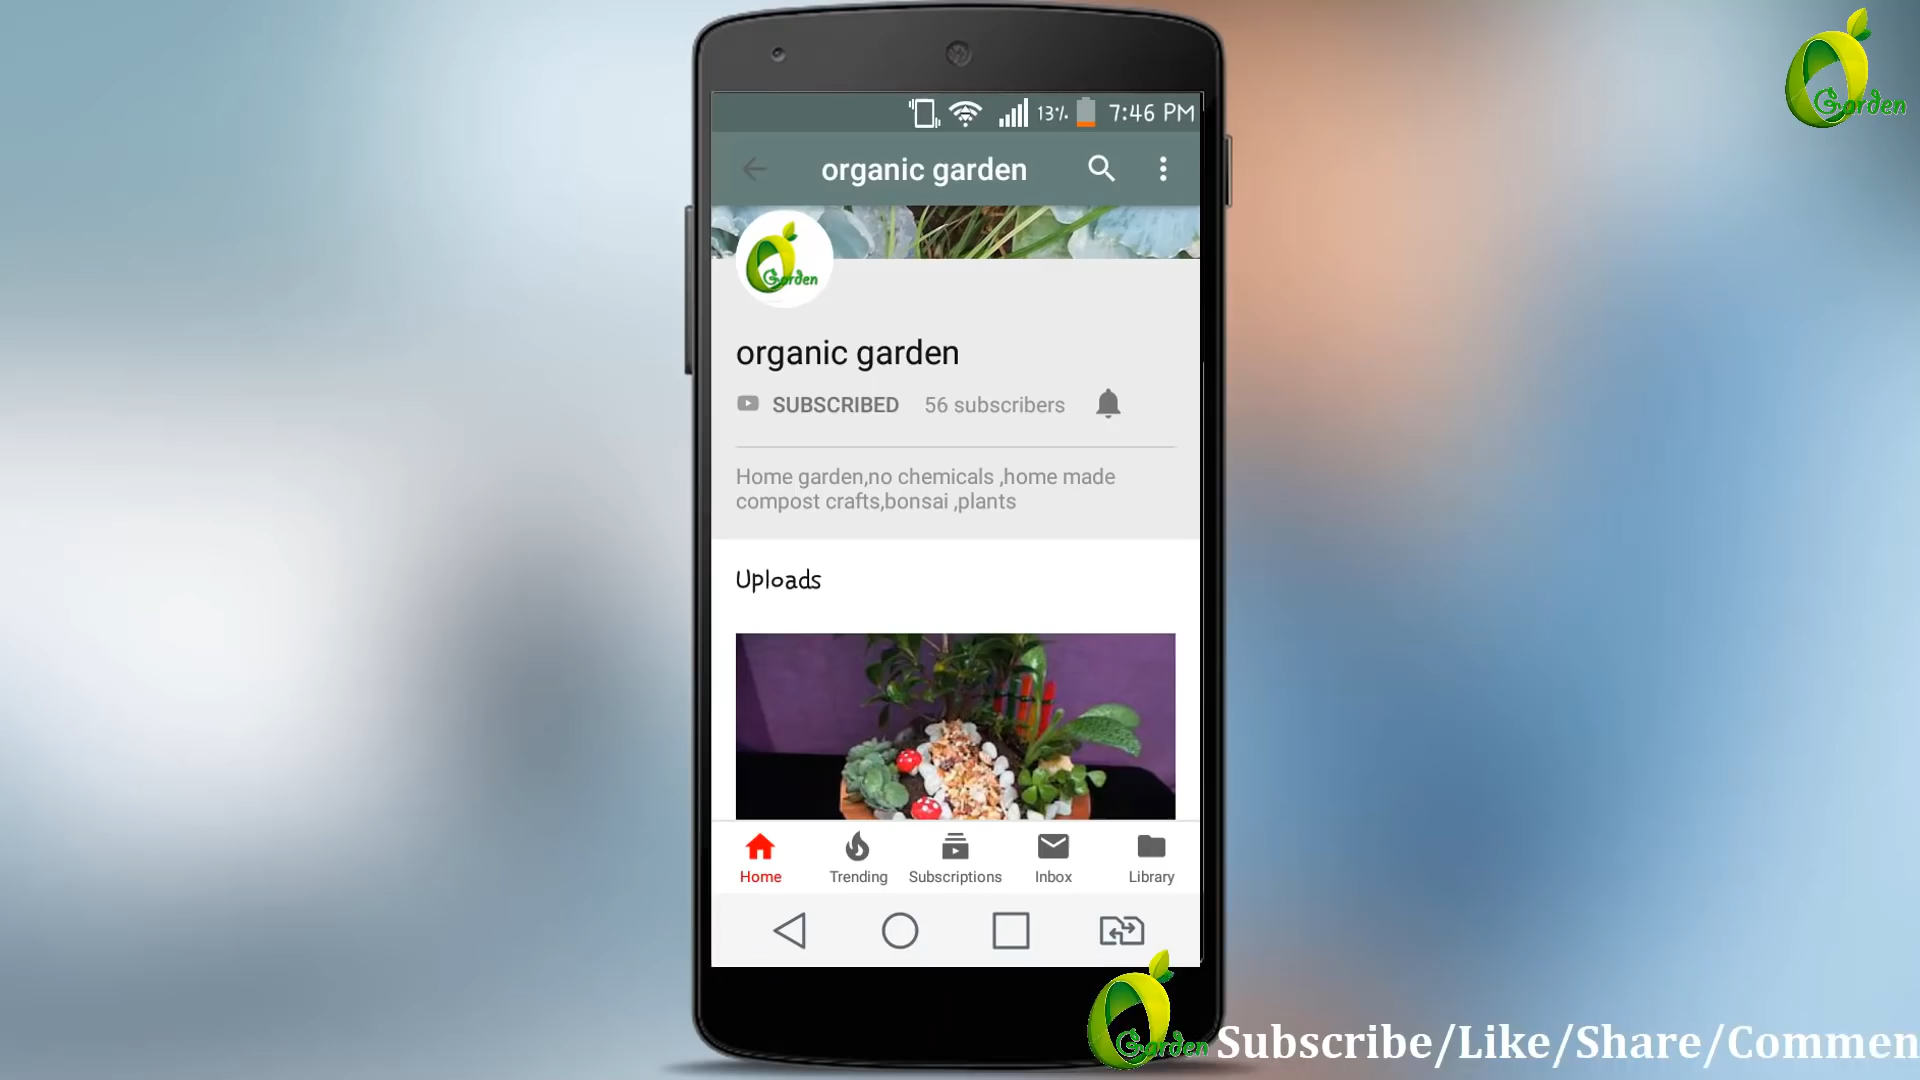 Garden
13% 7:46 PM
organic garden
Garden
organic garden
SUBSCRIBED 56 subscribers
Home garden,no chemicals ,home made
compost crafts,bonsai ,plants
Uploads
Home Trending Subscriptions Inbox Library
Garden
Subscribe/Like/Share/Commen